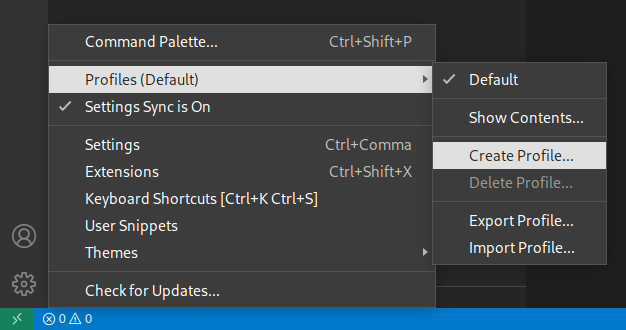 Command Palette... Ctrl+Shift+P
Profiles (Default)
Settings Sync is On
Settings Ctrl+Comma
Extensions Ctrl+Shift+X
Keyboard Shortcuts [Ctrl+K Ctrl+S]
User Snippets
Themes
Check for Updates...
Default
Show Contents...
Create Profile...
Delete Profile...
Export Profile...
Import Profile...
0 0